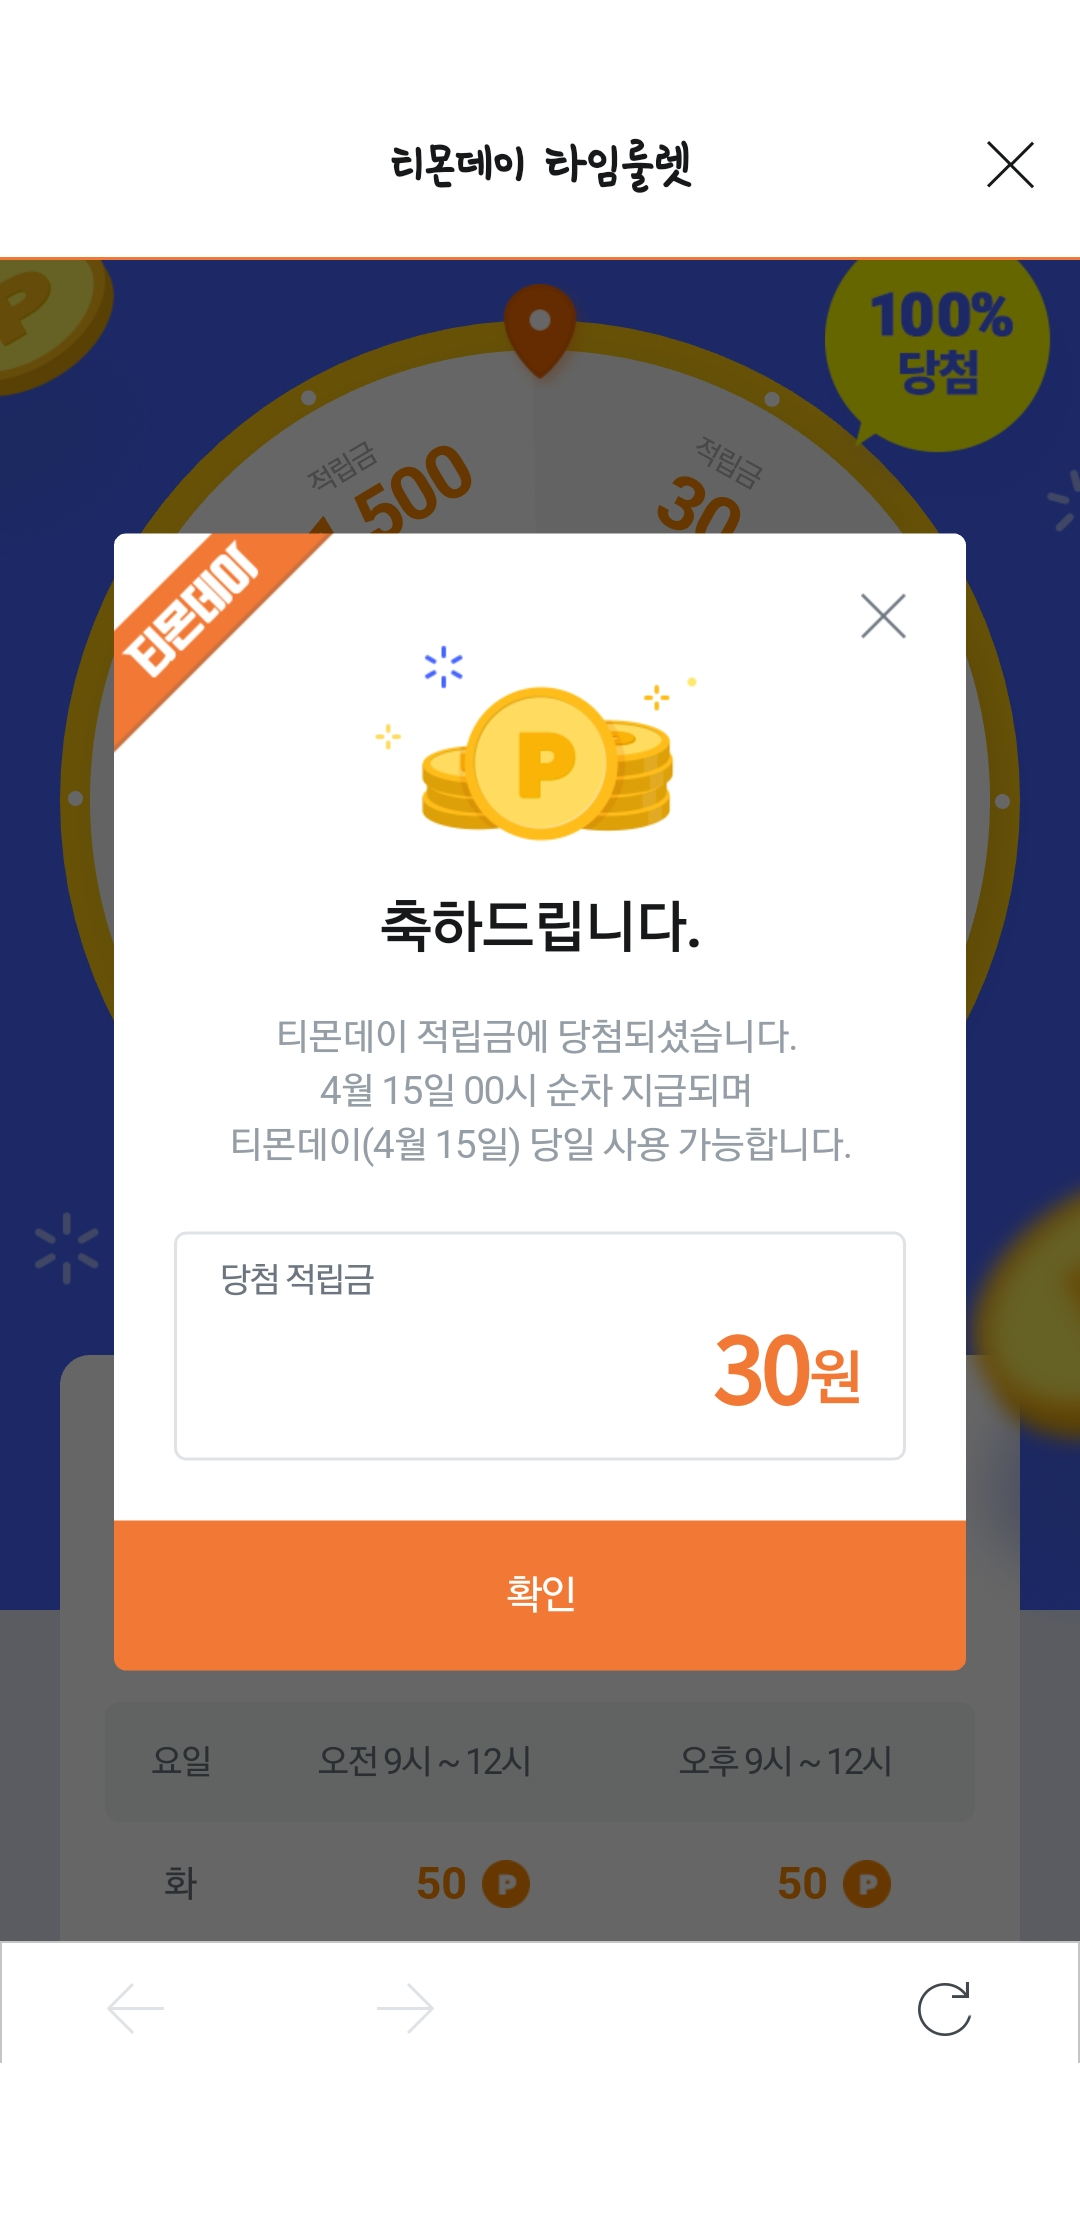 티몬데이 타임룰렛
P
100%
당첨
적립금
500
적립금
30
티몬데이
P
축하드립니다.
티몬데이 적립금에 당첨되셨습니다.
4월 15일 00시 순차 지급되며
티몬데이(4월 15일) 당일 사용 가능합니다.
당첨 적립금
30원
확인
요일 오전 9시 ~ 12시 오후 9시 ~ 12시
화 50 P 50 P